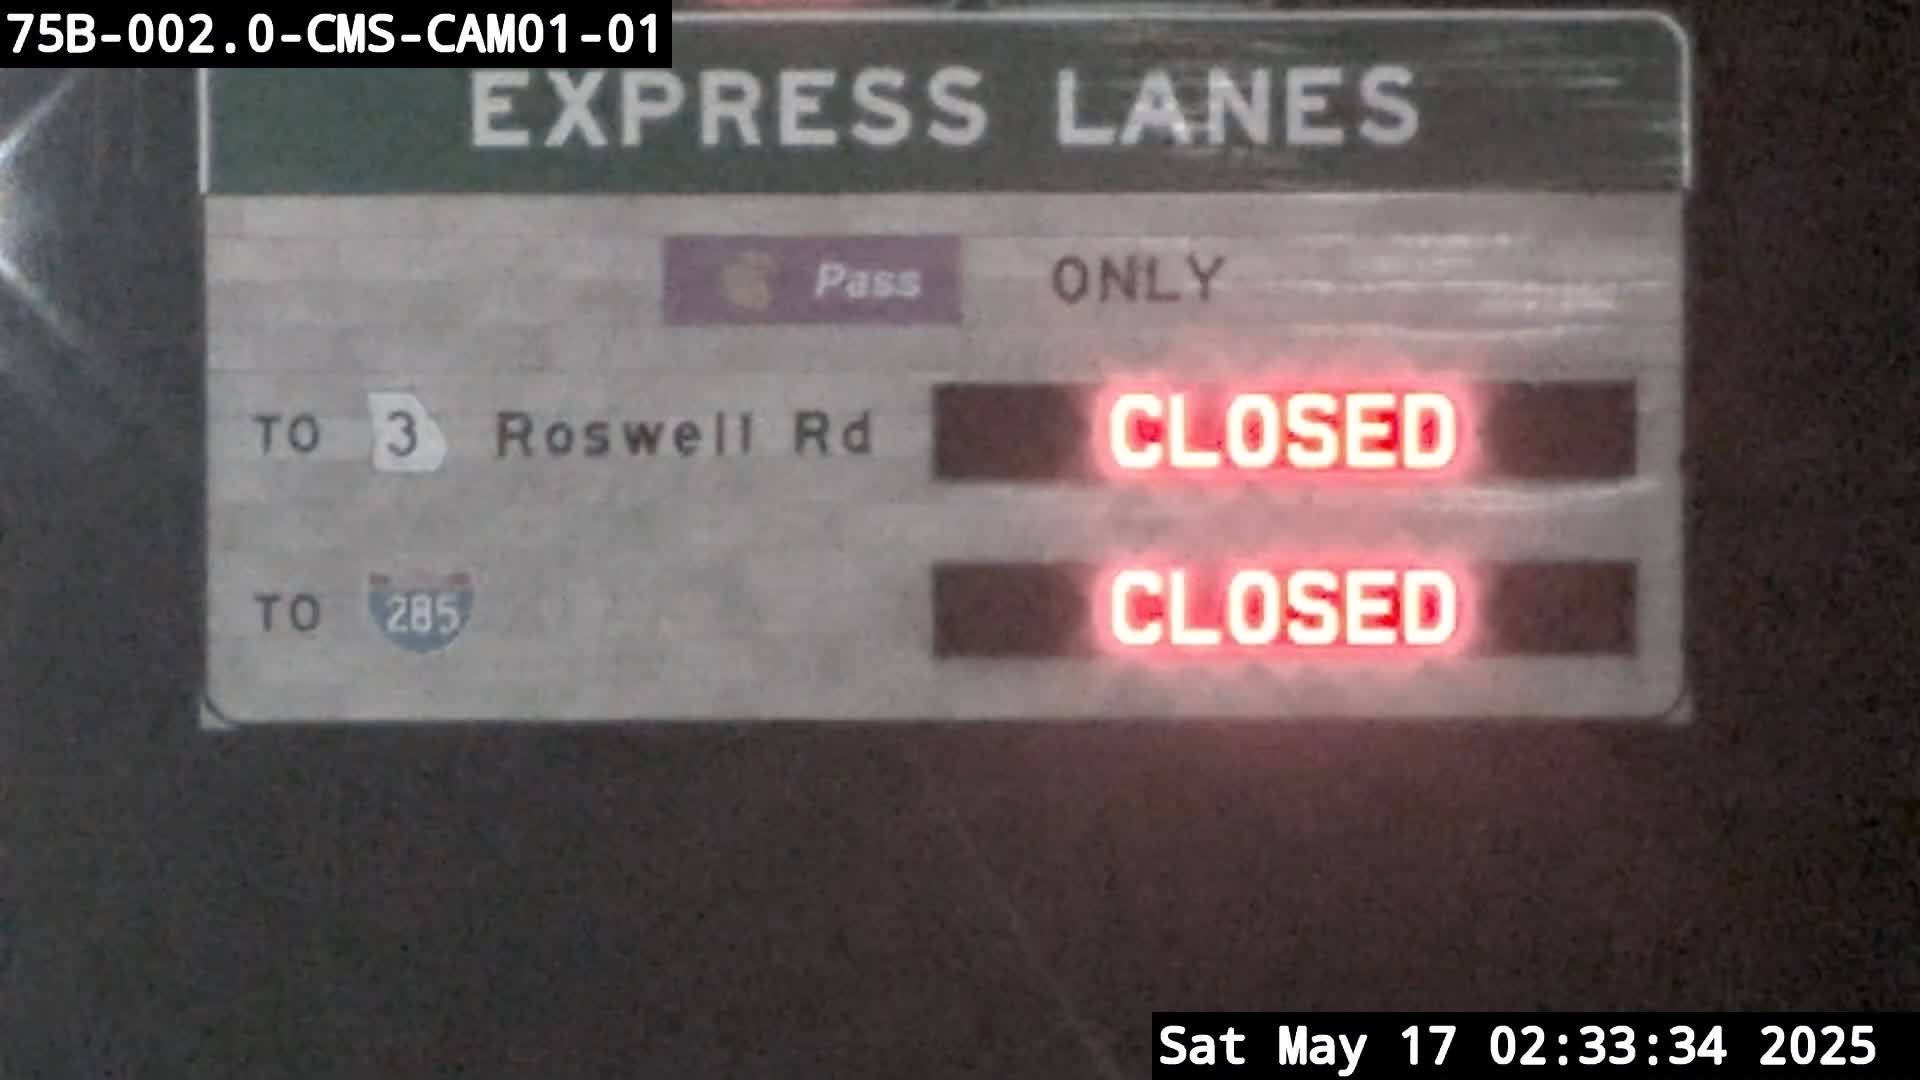 75B-002.0-CMS-CAM01-01
EXPRESS LANES
Pass ONLY
TO 3 Roswell Rd CLOSED
TO 285 CLOSED
Sat May 17 02:33:34 2025